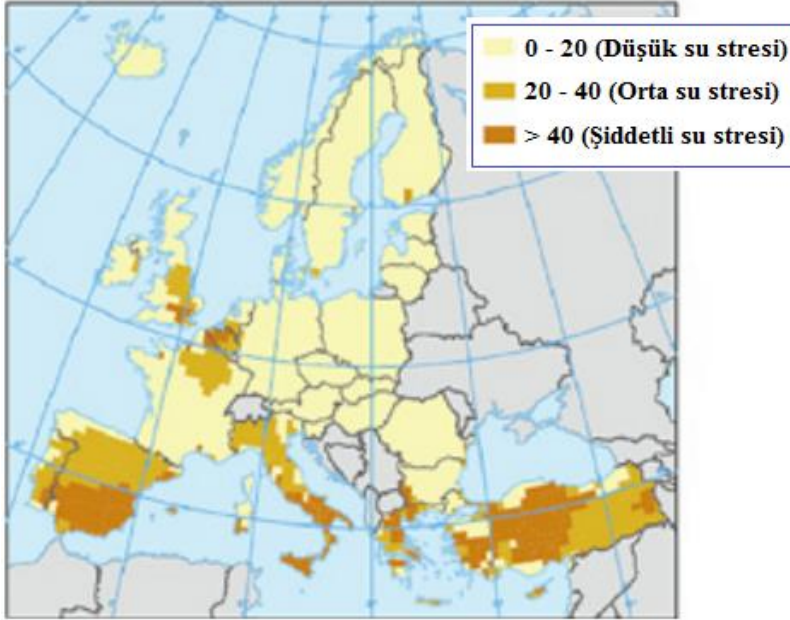 0 - 20 (Düşük su stresi)
20 - 40 (Orta su stresi)
> 40 (Şiddetli su stresi)